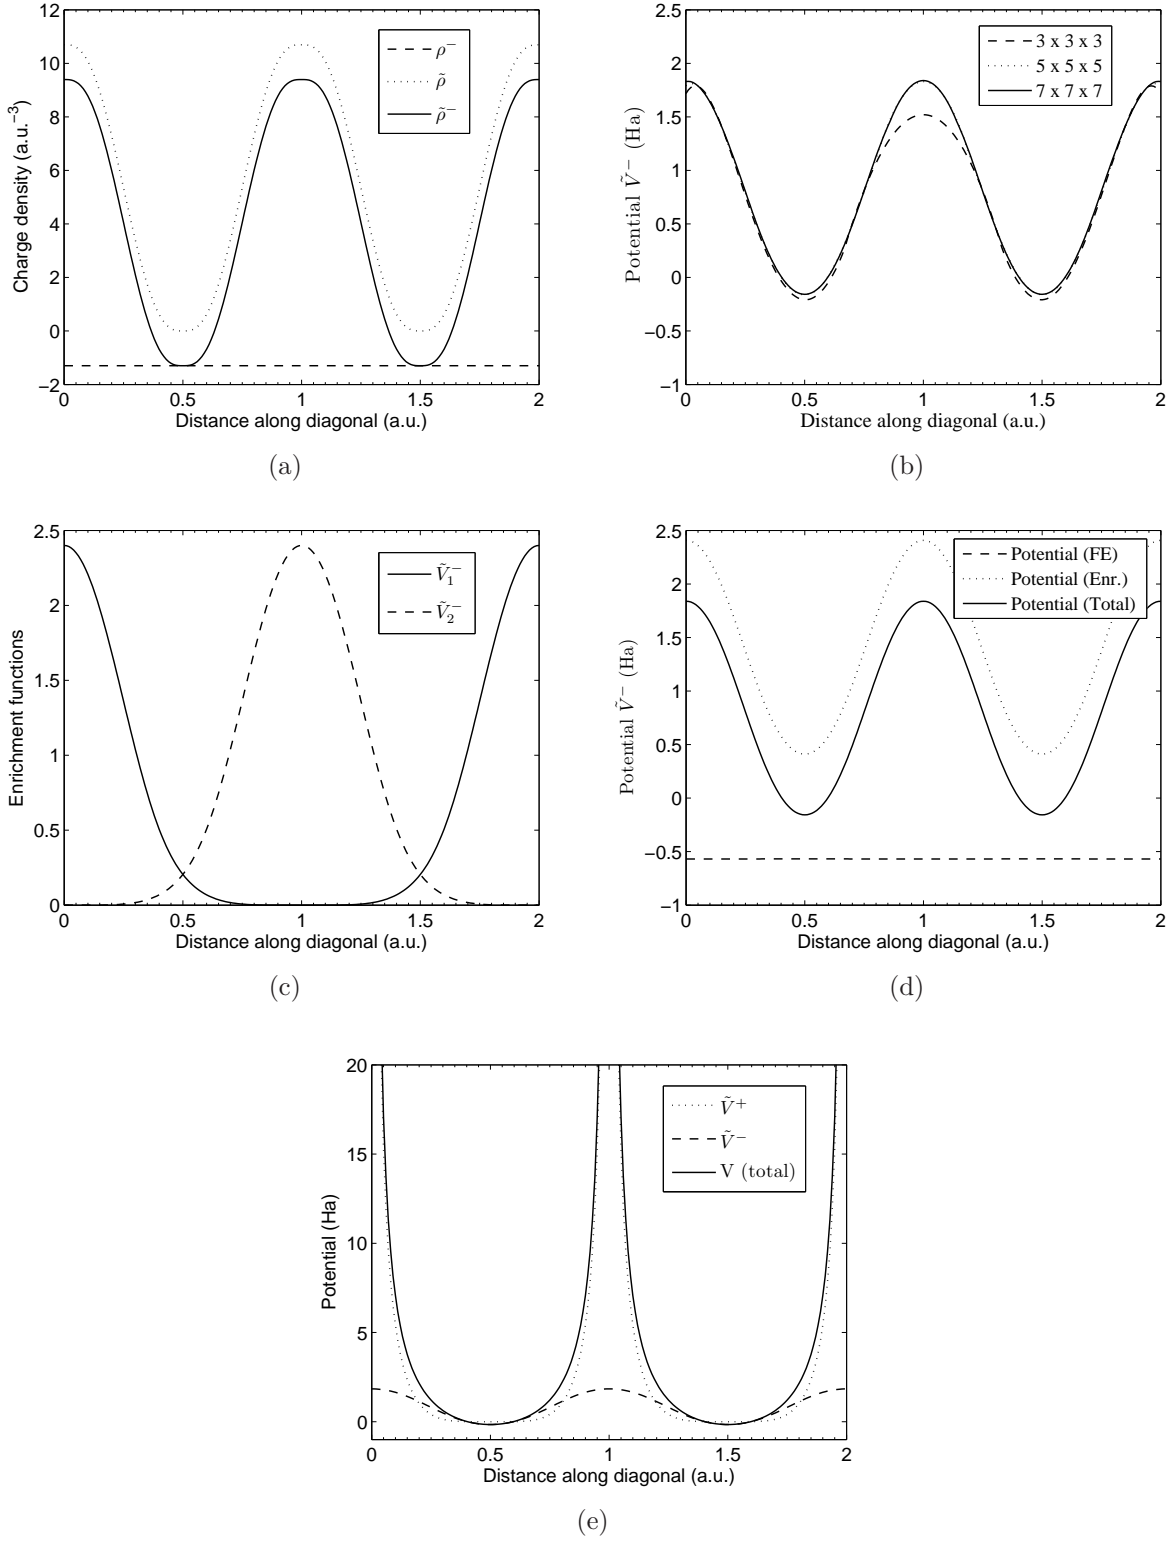 12
10
8
6
4
2
0
−2
0 0.5 1 1.5 2
Charge density (a.u.⁻³)
Distance along diagonal (a.u.)
ρ⁻
ρ̃
ρ̃⁻
(a)
2.5
2
1.5
1
0.5
0
−0.5
−1
0 0.5 1 1.5 2
Potential Ṽ⁻ (Ha)
Distance along diagonal (a.u.)
3 x 3 x 3
5 x 5 x 5
7 x 7 x 7
(b)
2.5
2
1.5
1
0.5
0
0 0.5 1 1.5 2
Enrichment functions
Distance along diagonal (a.u.)
Ṽ₁⁻
Ṽ₂⁻
(c)
2.5
2
1.5
1
0.5
0
−0.5
−1
0 0.5 1 1.5 2
Potential Ṽ⁻ (Ha)
Distance along diagonal (a.u.)
Potential (FE)
Potential (Enr.)
Potential (Total)
(d)
20
15
10
5
0
0 0.5 1 1.5 2
Potential (Ha)
Distance along diagonal (a.u.)
Ṽ⁺
Ṽ⁻
V (total)
(e)